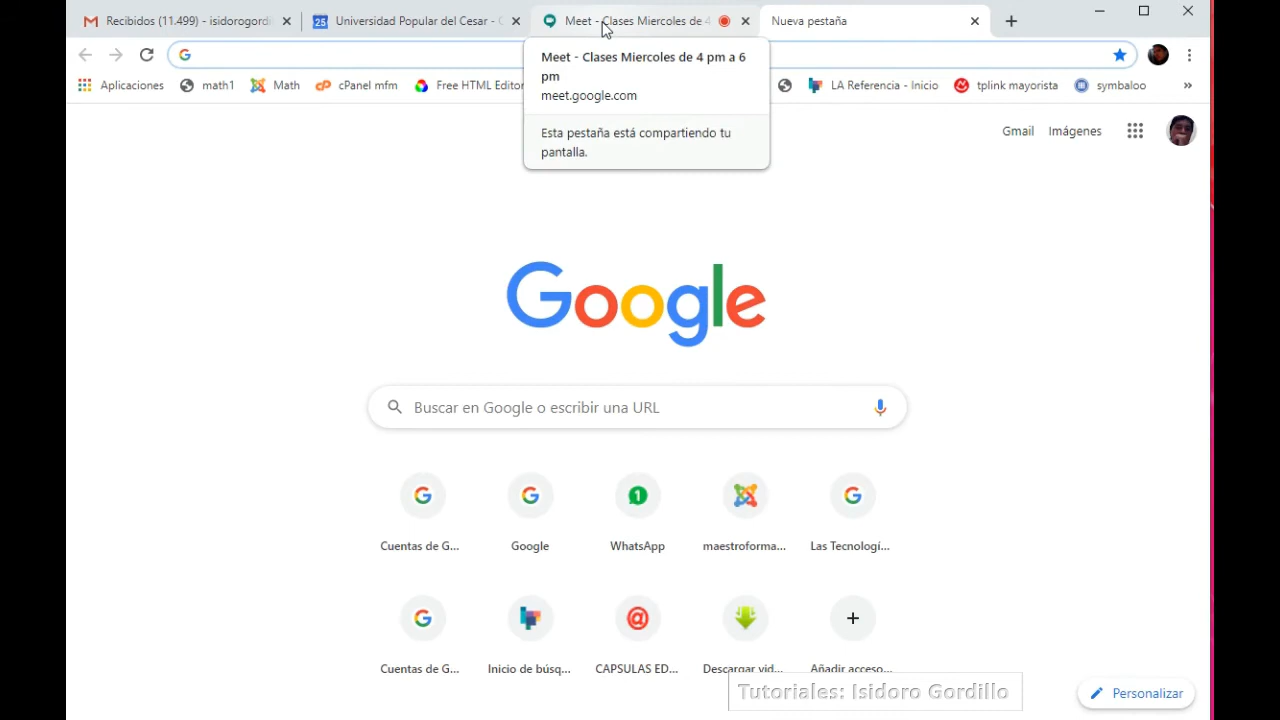 Recibidos (11.499) - isidorogordi
Universidad Popular del Cesar - C
Meet - Clases Miercoles de 4
Nueva pestaña
Meet - Clases Miercoles de 4 pm a 6
pm
meet.google.com
Esta pestaña está compartiendo tu
pantalla.
Aplicaciones
math1
Math
cPanel mfm
Free HTML Editor
LA Referencia - Inicio
tplink mayorista
symbaloo
»
Gmail
Imágenes
Google
Buscar en Google o escribir una URL
Cuentas de G...
Google
WhatsApp
maestroforma...
Las Tecnologí...
Cuentas de G...
Inicio de búsq...
CAPSULAS ED...
Descargar vid...
Añadir acceso...
Tutoriales: Isidoro Gordillo
Personalizar